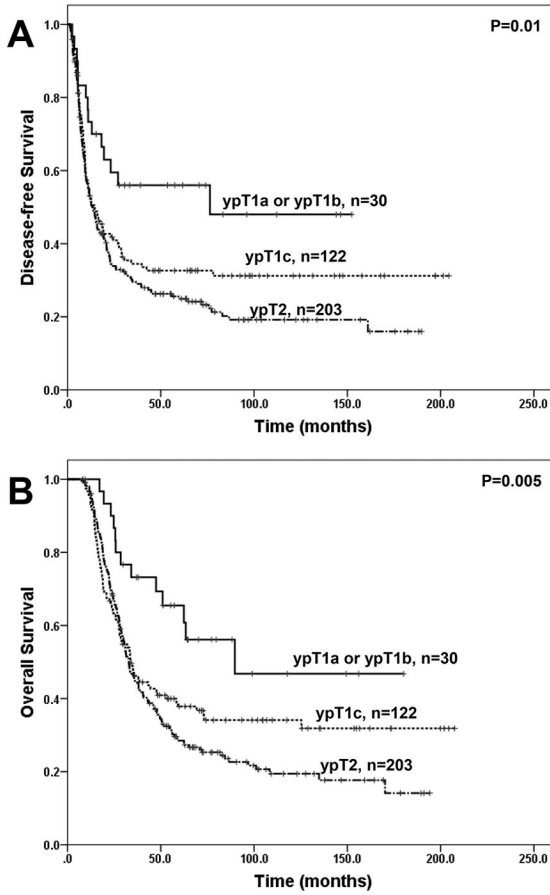 A
P=0.01
1.0
0.8
0.6
0.4
0.2
0.0
Disease-free Survival
ypT1a or ypT1b, n=30
ypT1c, n=122
ypT2, n=203
.0 50.0 100.0 150.0 200.0 250.0
Time (months)
B
P=0.005
1.0
0.8
0.6
0.4
0.2
0.0
Overall Survival
ypT1a or ypT1b, n=30
ypT1c, n=122
ypT2, n=203
.0 50.0 100.0 150.0 200.0 250.0
Time (months)